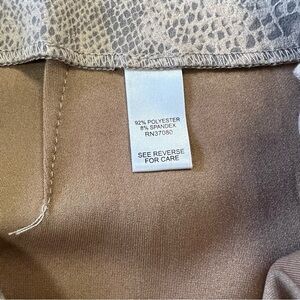 92% POLYESTER
8% SPANDEX
RN37080
SEE REVERSE
FOR CARE